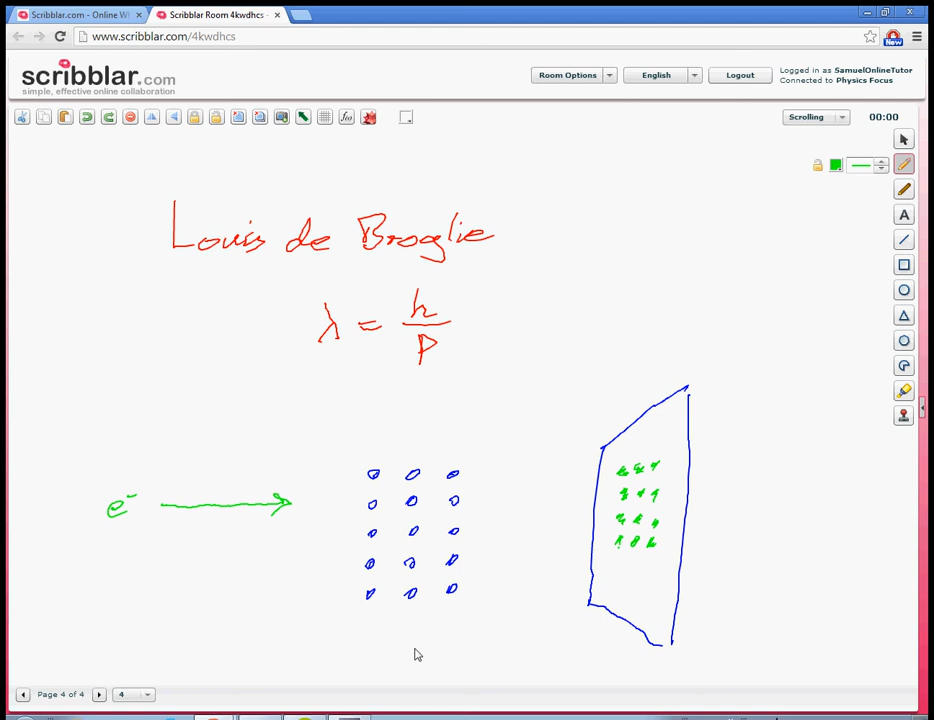 Scribblar.com - Online W
Scribblar Room 4kwdhcs -
www.scribblar.com/4kwdhcs
New
scribblar.com
simple, effective online collaboration
Room Options
English
Logout
Logged in as SamuelOnlineTutor
Connected to Physics Focus
f(x)
Scrolling
00:00
A
Louis de Broglie
λ = h
P
e⁻
Page 4 of 4
4